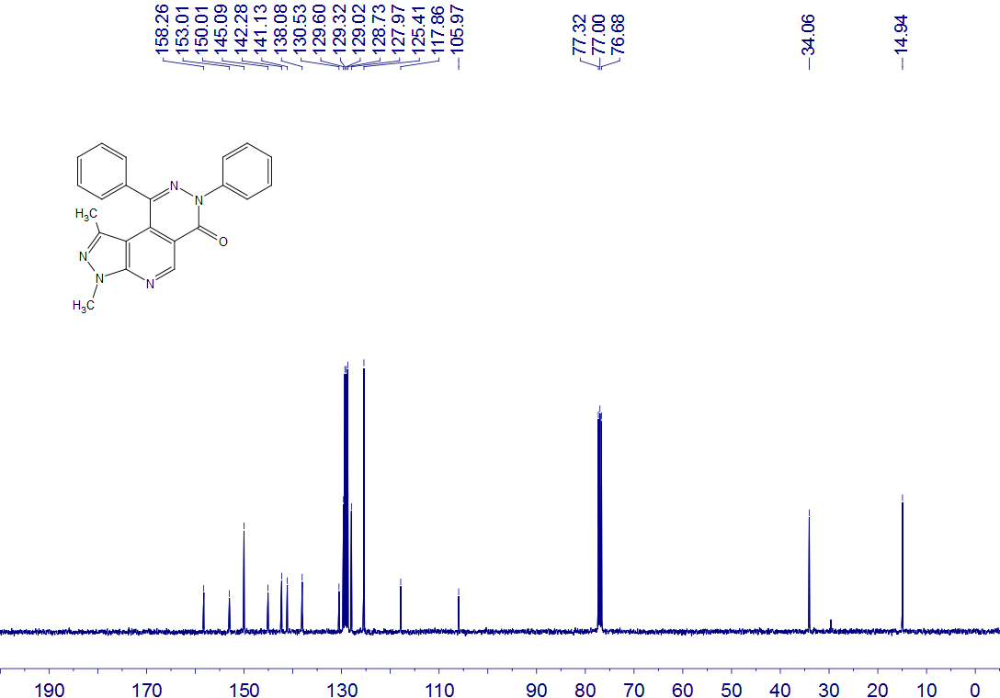 158.26
153.01
150.01
145.09
142.28
141.13
138.08
130.53
129.60
129.32
129.02
128.73
127.97
125.41
117.86
105.97
77.32
77.00
76.68
34.06
14.94
N
N
H3C
O
N
N
N
H3C
190 170 150 130 110 90 80 70 60 50 40 30 20 10 0